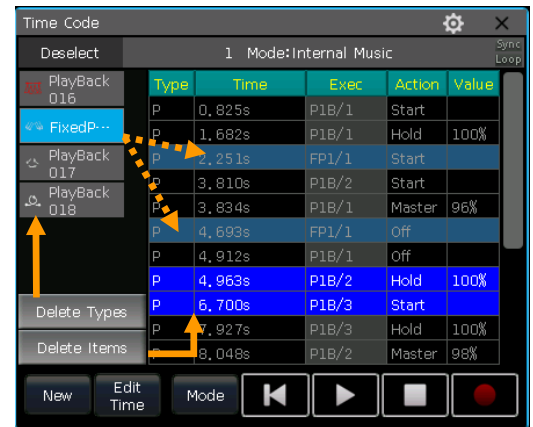 Time Code
Deselect
1 Mode:Internal Music
Sync
Loop
PlayBack
016
FixedP···
PlayBack
017
PlayBack
018
Delete Types
Delete Items
Type Time Exec Action Value
P 0.825s P1B/1 Start
P 1.682s P1B/1 Hold 100%
P 2.251s FP1/1 Start
P 3.810s P1B/2 Start
P 3.834s P1B/1 Master 96%
P 4.693s FP1/1 Off
P 4.912s P1B/1 Off
P 4.963s P1B/2 Hold 100%
P 6.700s P1B/3 Start
P 7.927s P1B/3 Hold 100%
P 8.048s P1B/2 Master 98%
New
Edit
Time
Mode